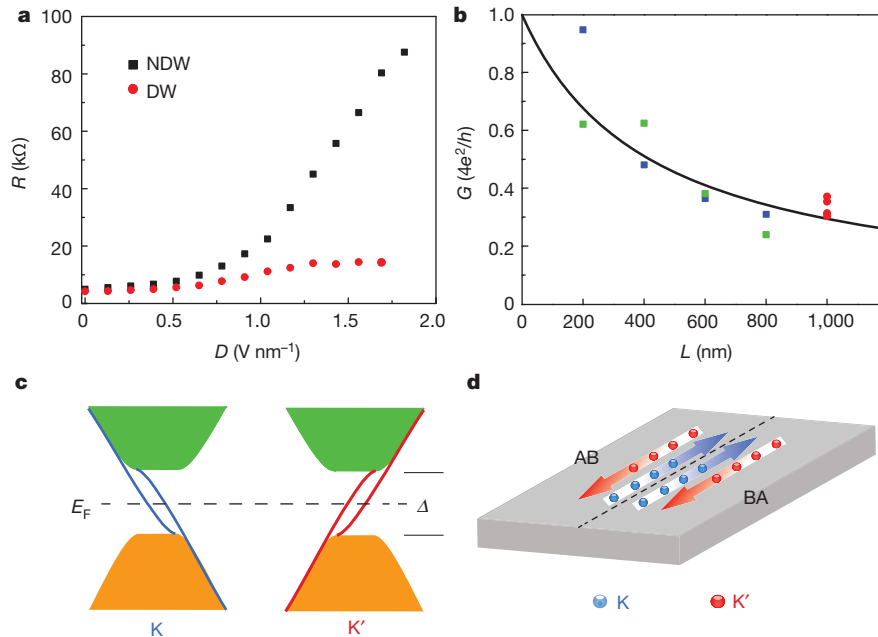 a
b
100
80
60
40
20
0
R (kΩ)
NDW
DW
0
0.5
1.0
1.5
2.0
D (V nm⁻¹)
1.0
0.8
0.6
0.4
0.2
0
G (4e²/h)
0
200
400
600
800
1,000
L (nm)
c
d
E_F
Δ
K
K′
AB
BA
K
K′